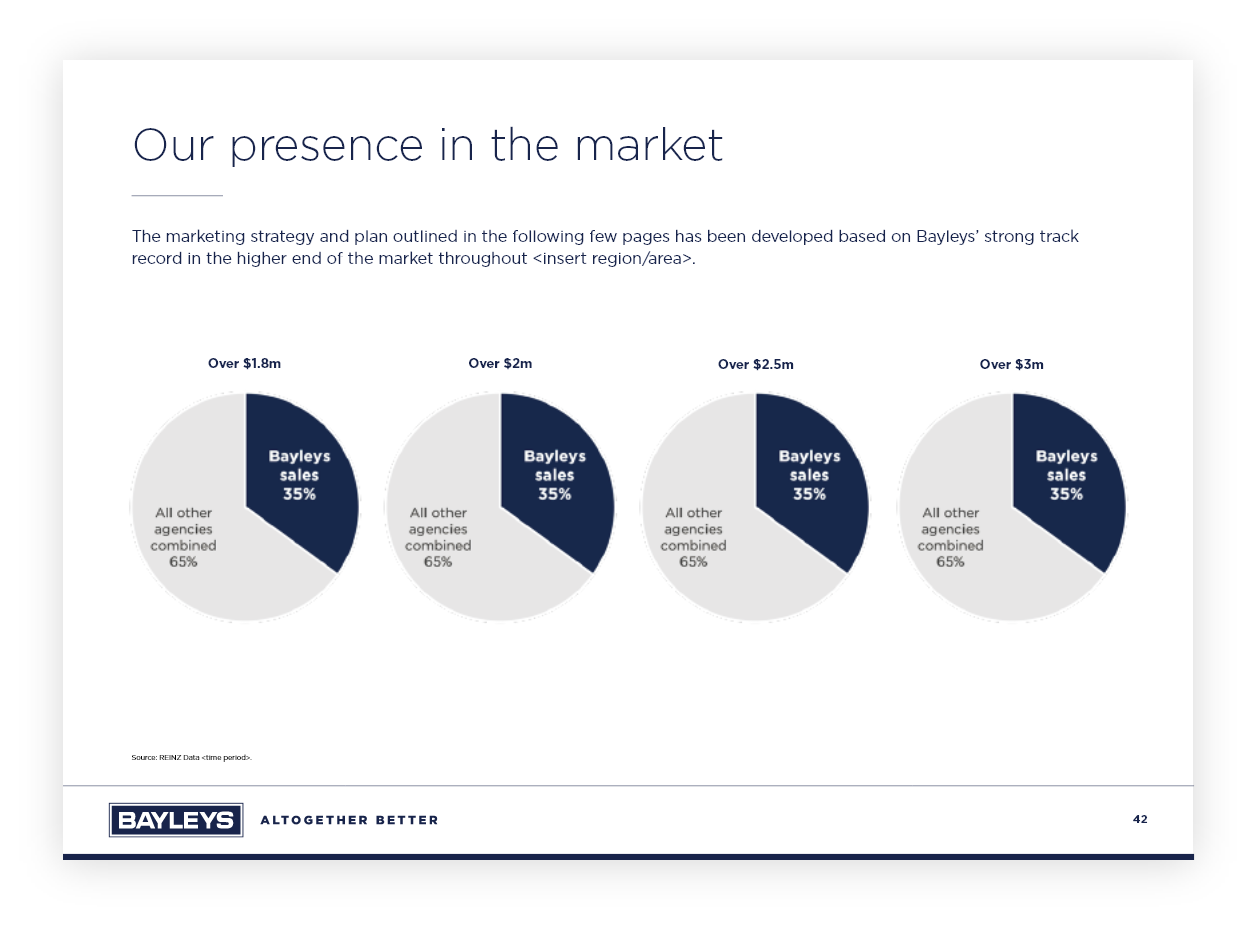 Our presence in the market
The marketing strategy and plan outlined in the following few pages has been developed based on Bayleys’ strong track
record in the higher end of the market throughout <insert region/area>.
Over $1.8m
Bayleys
sales
35%
All other
agencies
combined
65%
Over $2m
Bayleys
sales
35%
All other
agencies
combined
65%
Over $2.5m
Bayleys
sales
35%
All other
agencies
combined
65%
Over $3m
Bayleys
sales
35%
All other
agencies
combined
65%
Source: REINZ Data <time period>.
BAYLEYS
ALTOGETHER BETTER
42